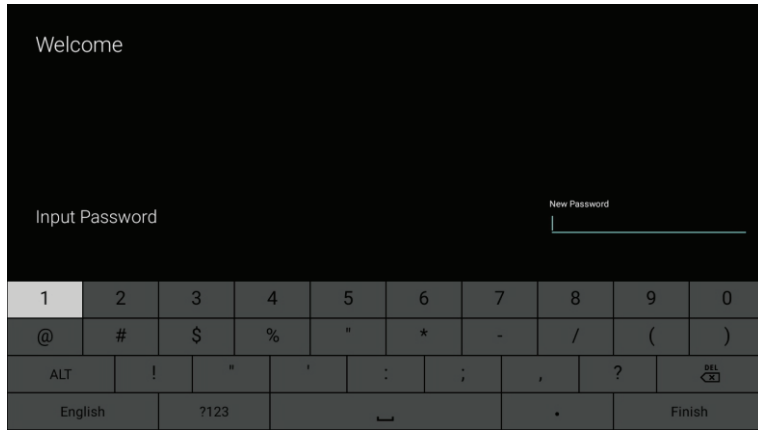 Welcome
New Password
Input Password
1 2 3 4 5 6 7 8 9 0
@ # $ % " * - / ( )
ALT ! " ' : ; , ? DEL
English ?123 . Finish